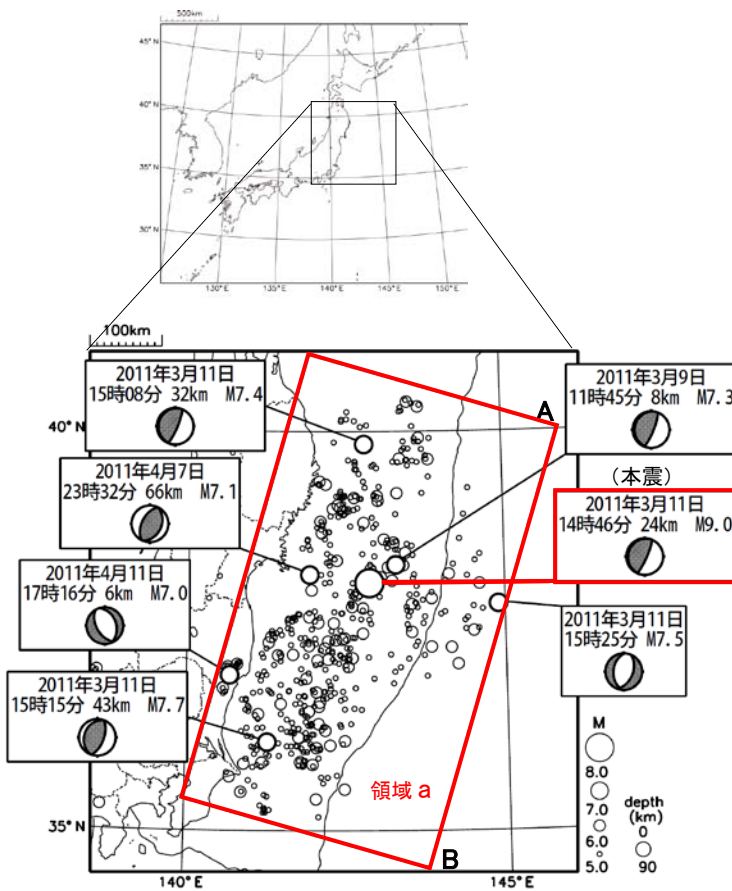 500km
45°N
40°N
35°N
30°N
130°E
135°E
140°E
145°E
150°E
100km
2011年3月11日
15時08分 32km M7.4
2011年3月9日
11時45分 8km M7.3
A
40°N
2011年4月7日
23時32分 66km M7.1
(本震)
2011年3月11日
14時46分 24km M9.0
2011年4月11日
17時16分 6km M7.0
2011年3月11日
15時25分 M7.5
2011年3月11日
15時15分 43km M7.7
M
8.0
7.0
6.0
5.0
depth
(km)
0
90
領域 a
35°N
B
140°E
145°E